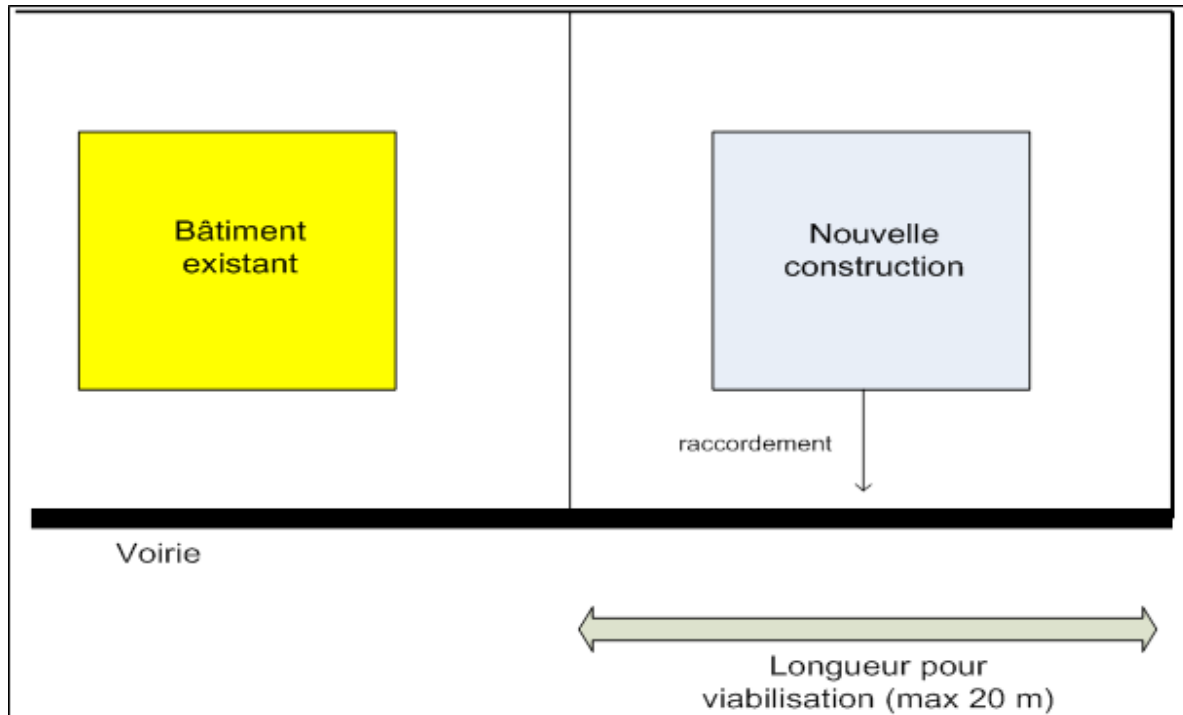 Bâtiment
existant
Nouvelle
construction
raccordement
Voirie
Longueur pour
viabilisation (max 20 m)